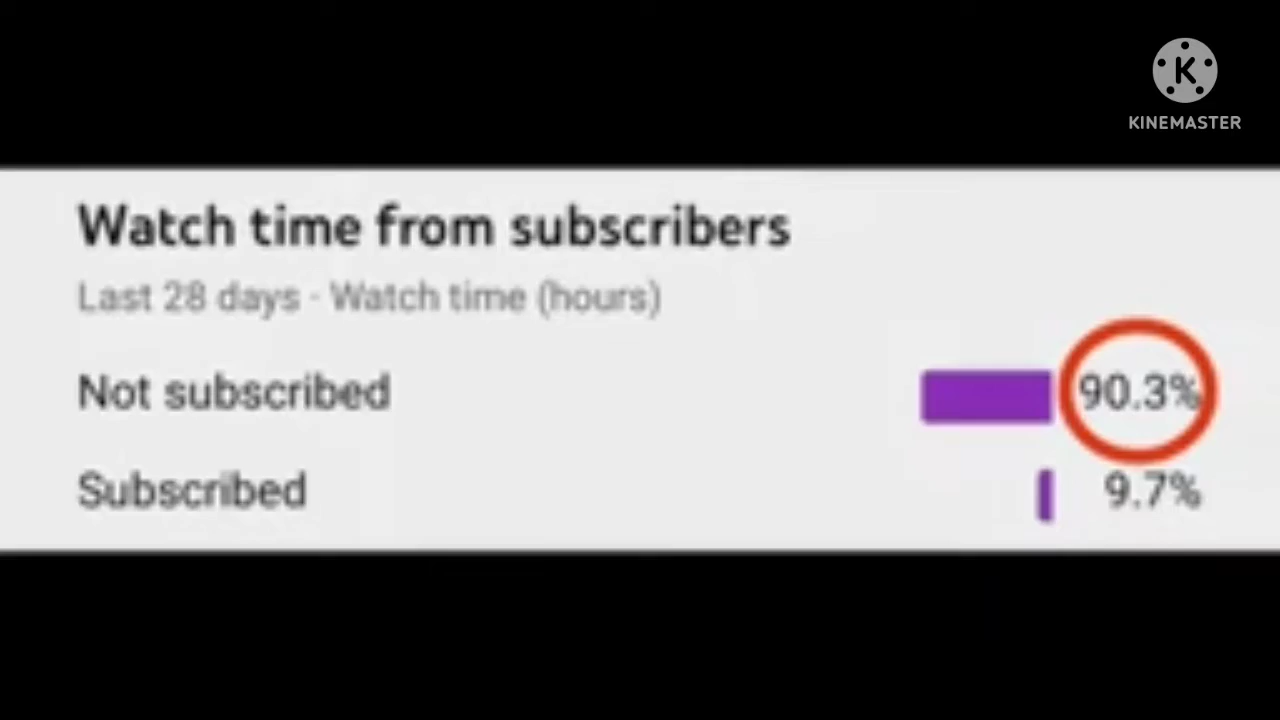 K
KINEMASTER
Watch time from subscribers
Last 28 days · Watch time (hours)
Not subscribed 90.3%
Subscribed 9.7%